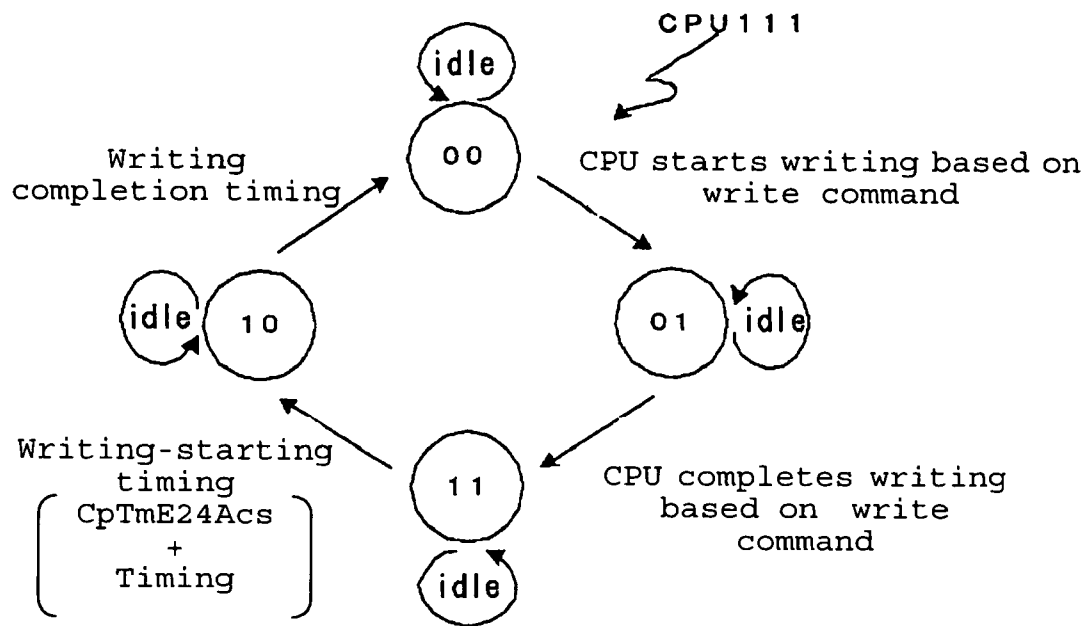 CPU111
idle
00
Writing
completion timing
CPU starts writing based on
write command
idle
10
01
idle
Writing-starting
timing
CpTmE24Acs
+
Timing
11
idle
CPU completes writing
based on write
command